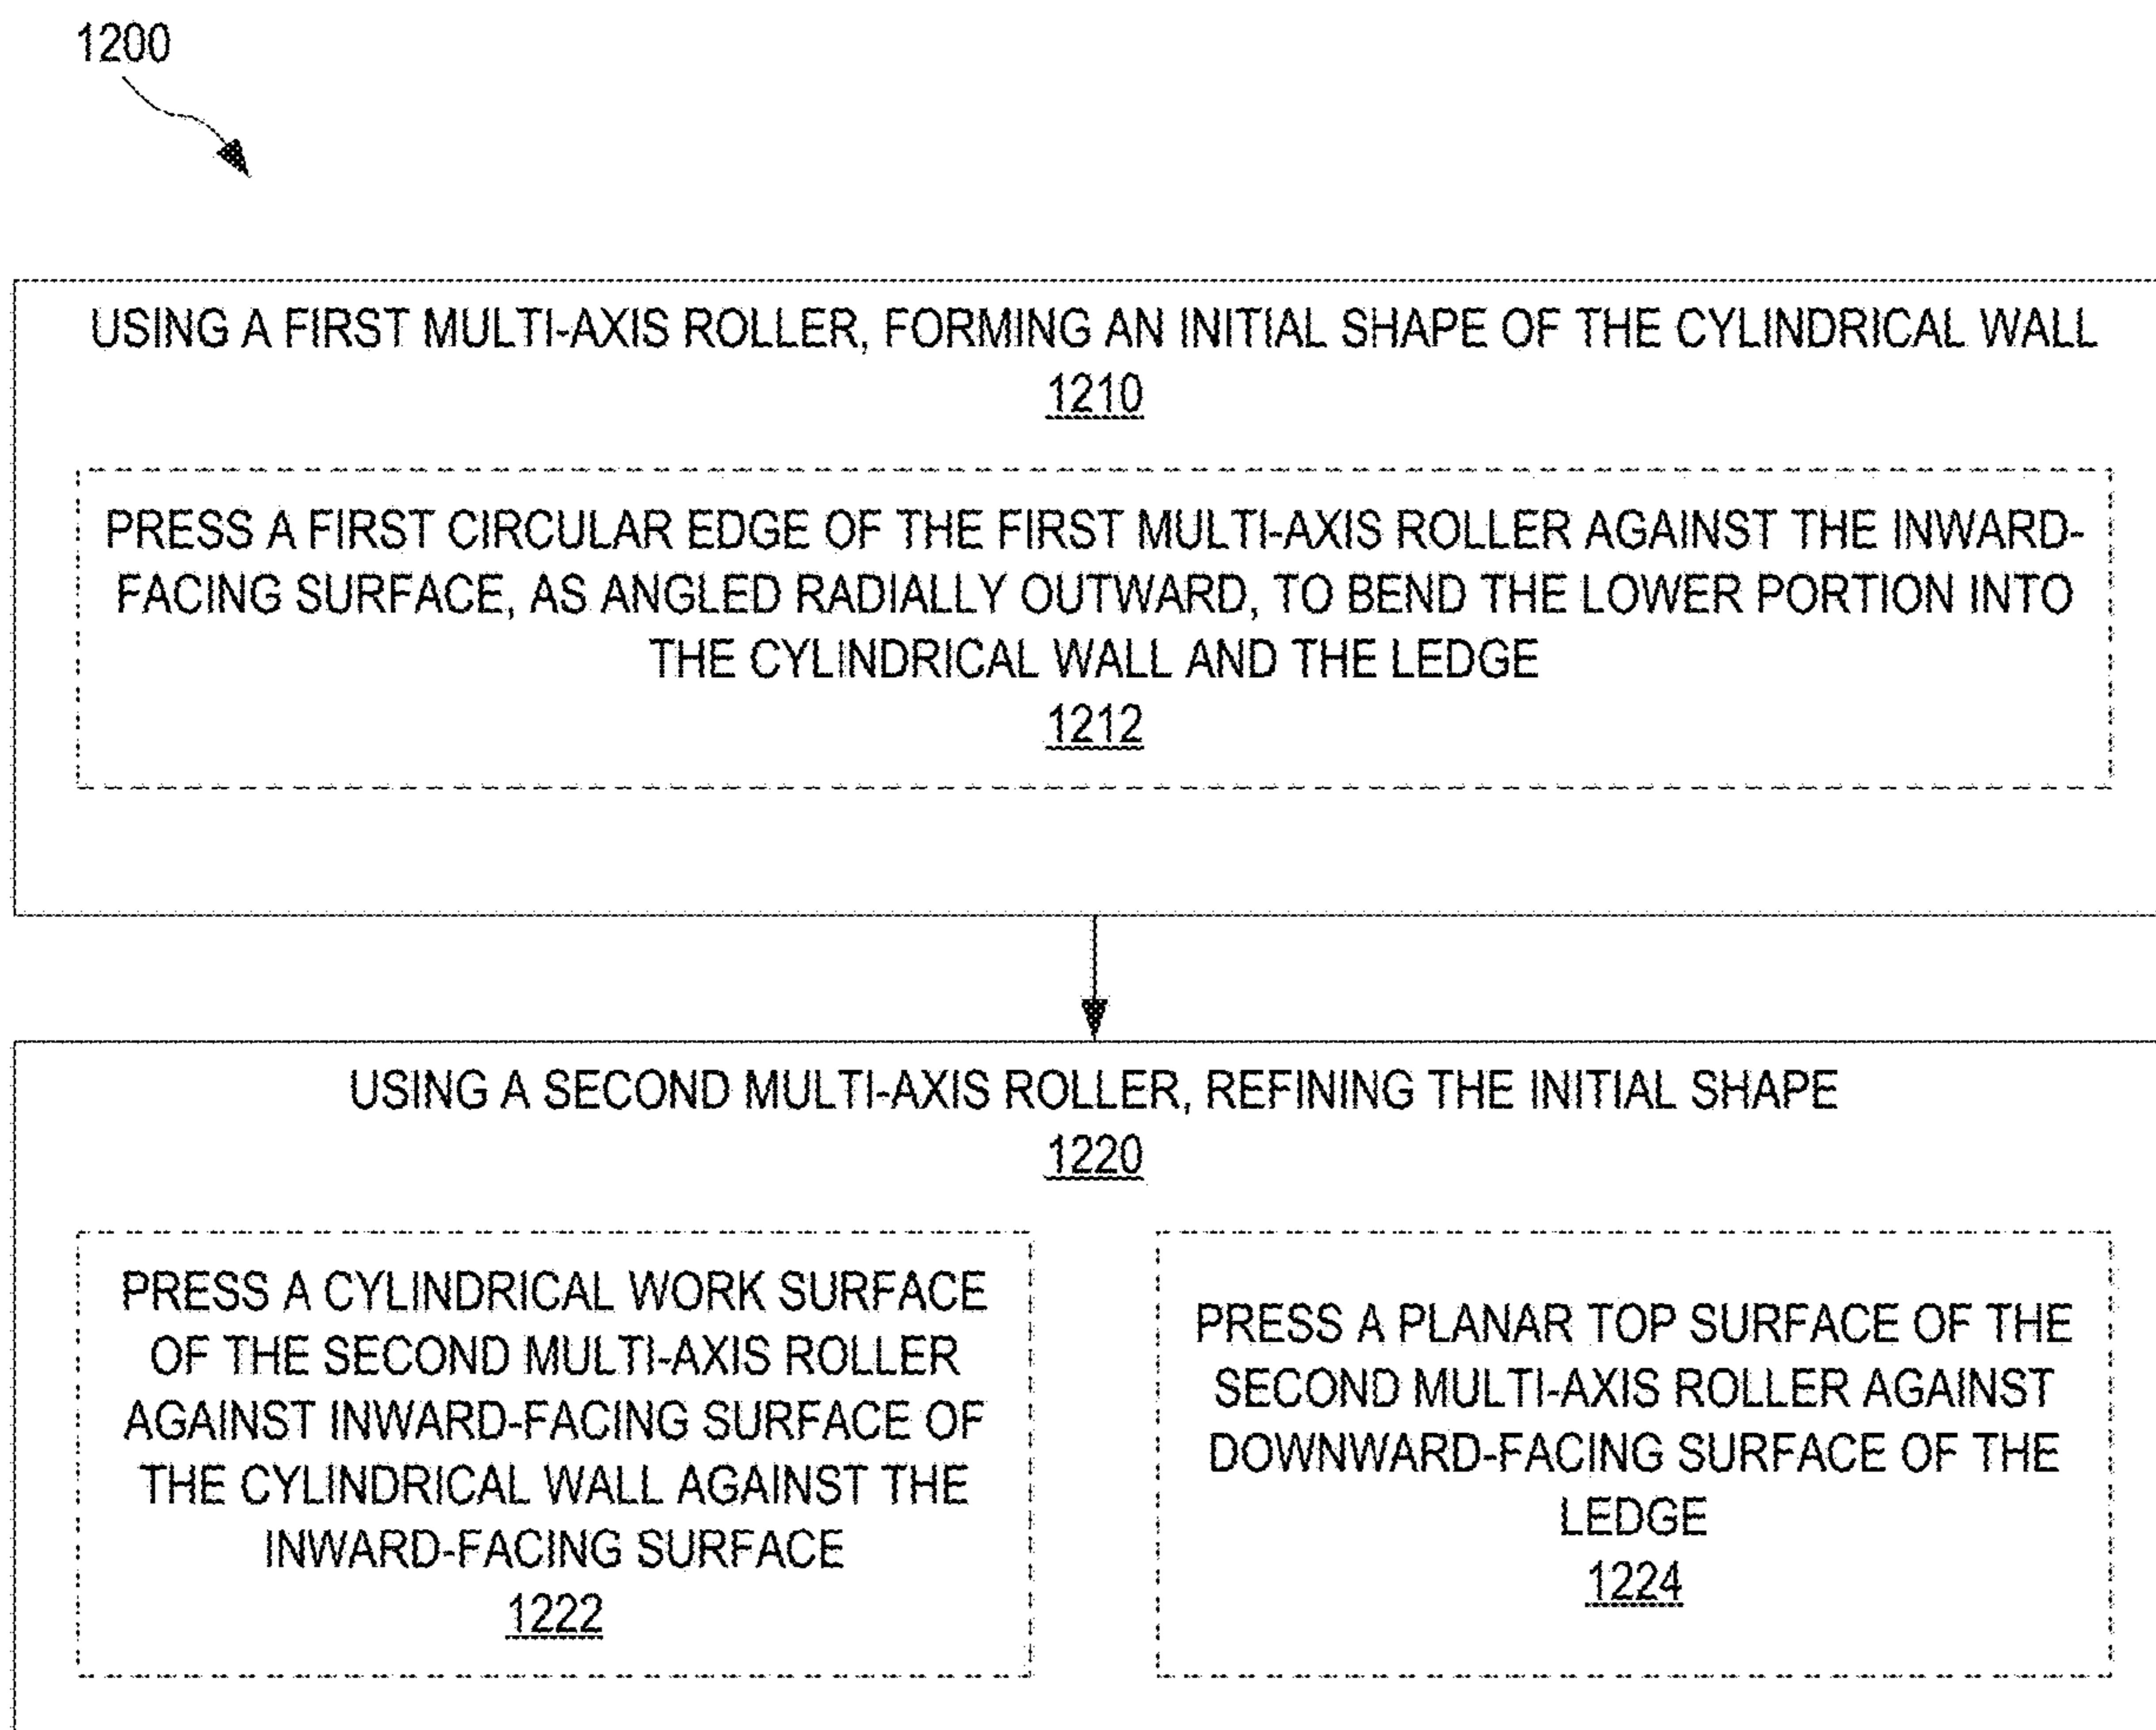 1200
USING A FIRST MULTI-AXIS ROLLER, FORMING AN INITIAL SHAPE OF THE CYLINDRICAL WALL
1210
PRESS A FIRST CIRCULAR EDGE OF THE FIRST MULTI-AXIS ROLLER AGAINST THE INWARD-
FACING SURFACE, AS ANGLED RADIALLY OUTWARD, TO BEND THE LOWER PORTION INTO
THE CYLINDRICAL WALL AND THE LEDGE
1212
USING A SECOND MULTI-AXIS ROLLER, REFINING THE INITIAL SHAPE
1220
PRESS A CYLINDRICAL WORK SURFACE
OF THE SECOND MULTI-AXIS ROLLER
AGAINST INWARD-FACING SURFACE OF
THE CYLINDRICAL WALL AGAINST THE
INWARD-FACING SURFACE
1222
PRESS A PLANAR TOP SURFACE OF THE
SECOND MULTI-AXIS ROLLER AGAINST
DOWNWARD-FACING SURFACE OF THE
LEDGE
1224